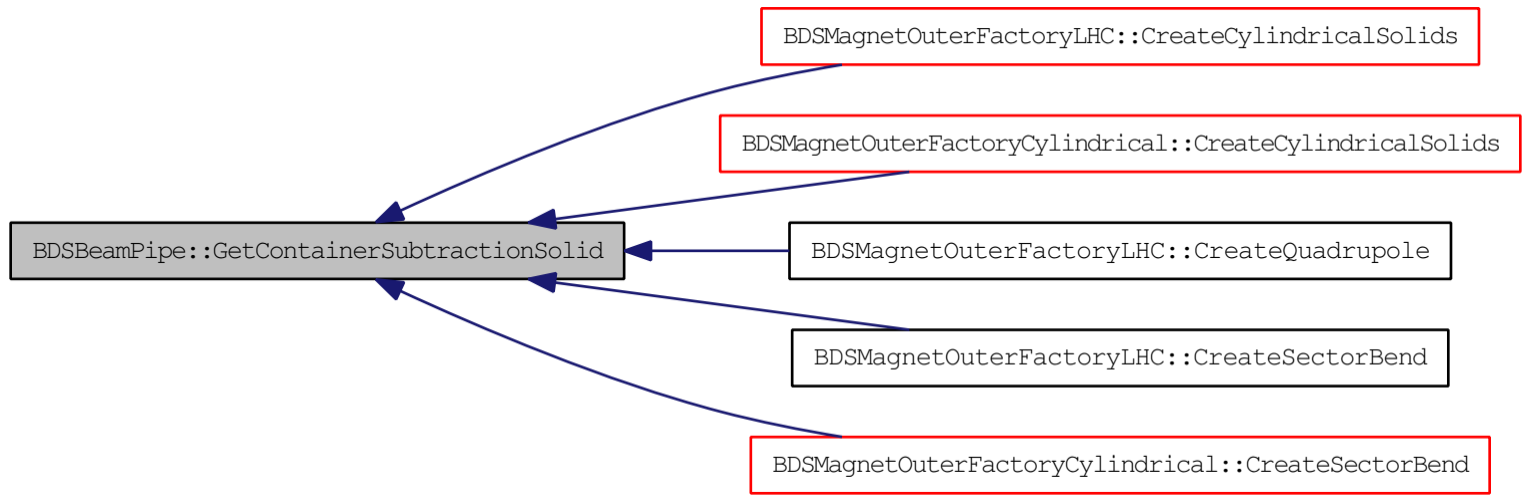 BDSMagnetOuterFactoryLHC::CreateCylindricalSolids
BDSMagnetOuterFactoryCylindrical::CreateCylindricalSolids
BDSBeamPipe::GetContainerSubtractionSolid
BDSMagnetOuterFactoryLHC::CreateQuadrupole
BDSMagnetOuterFactoryLHC::CreateSectorBend
BDSMagnetOuterFactoryCylindrical::CreateSectorBend